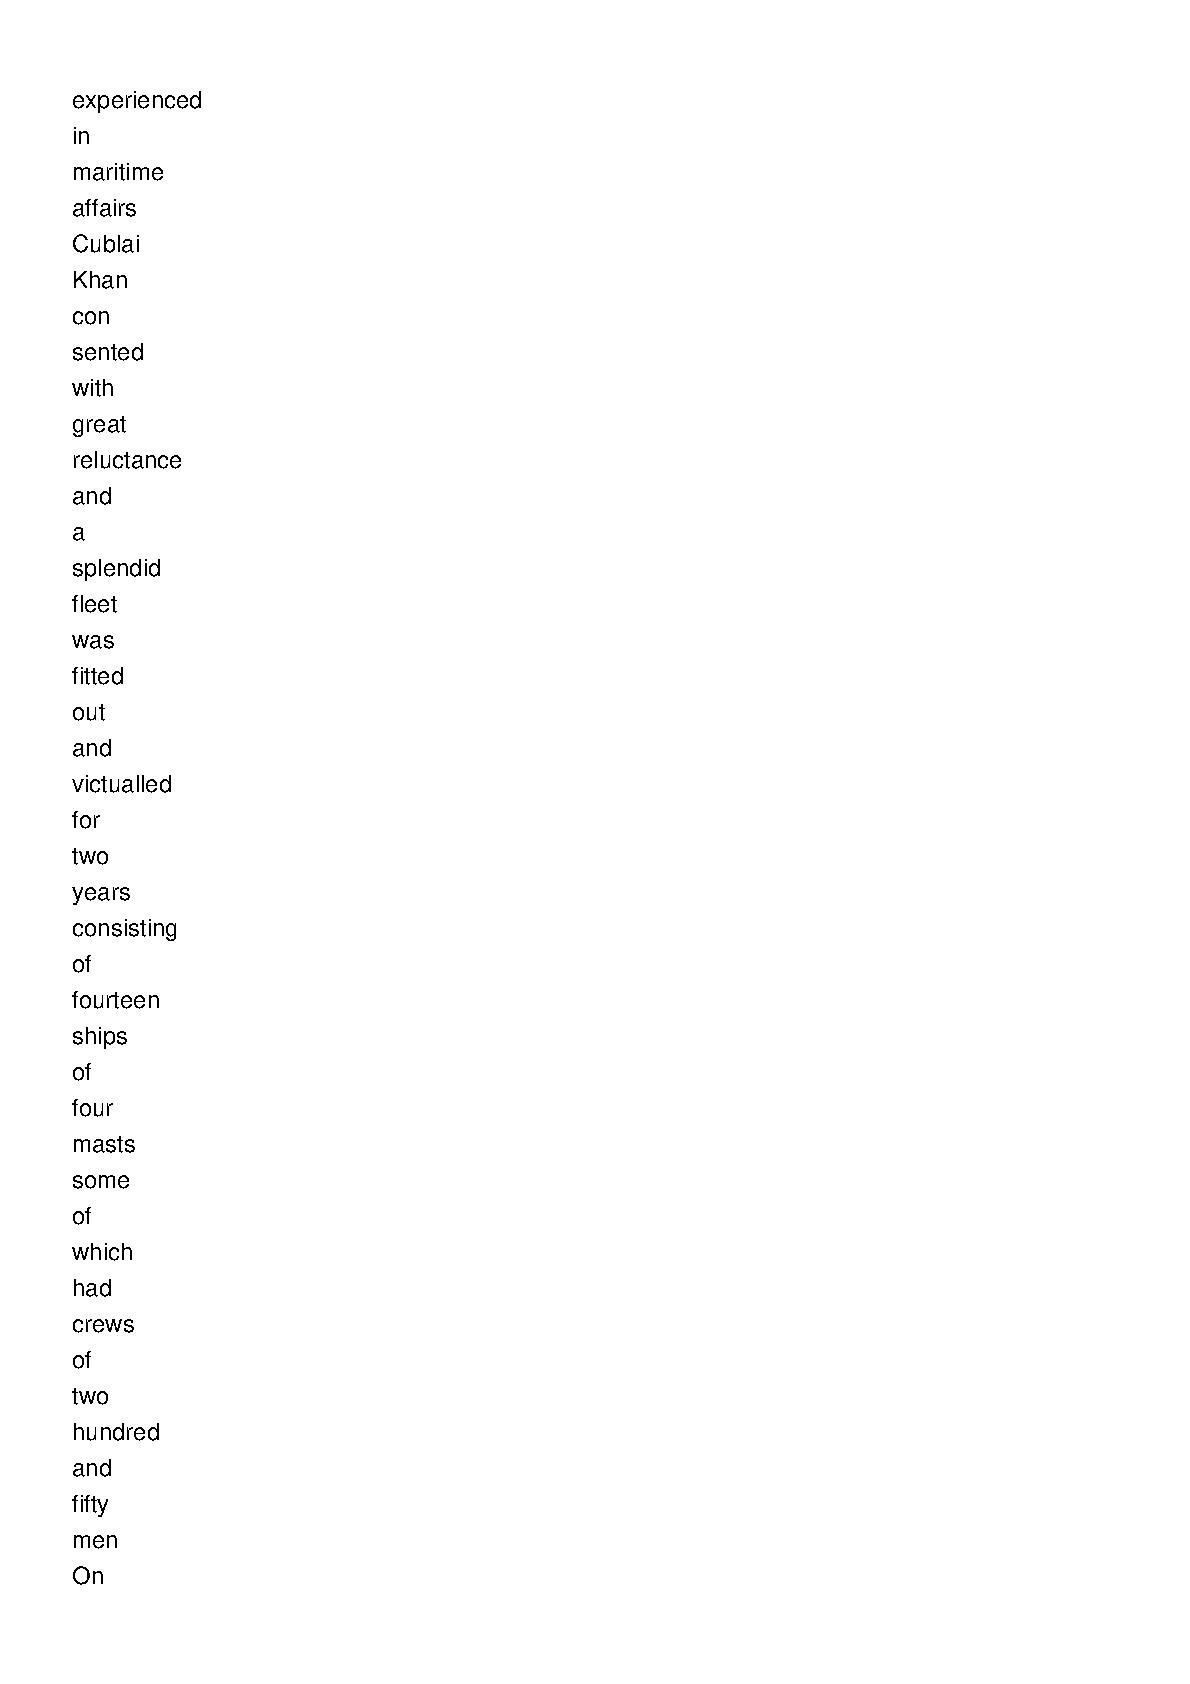 experienced
in
maritime
affairs
Cublai
Khan
con
sented
with
great
reluctance
and
a
splendid
fleet
was
fitted
out
and
victualled
for
two
years
consisting
of
fourteen
ships
of
four
masts
some
of
which
had
crews
of
two
hundred
and
fifty
men
On